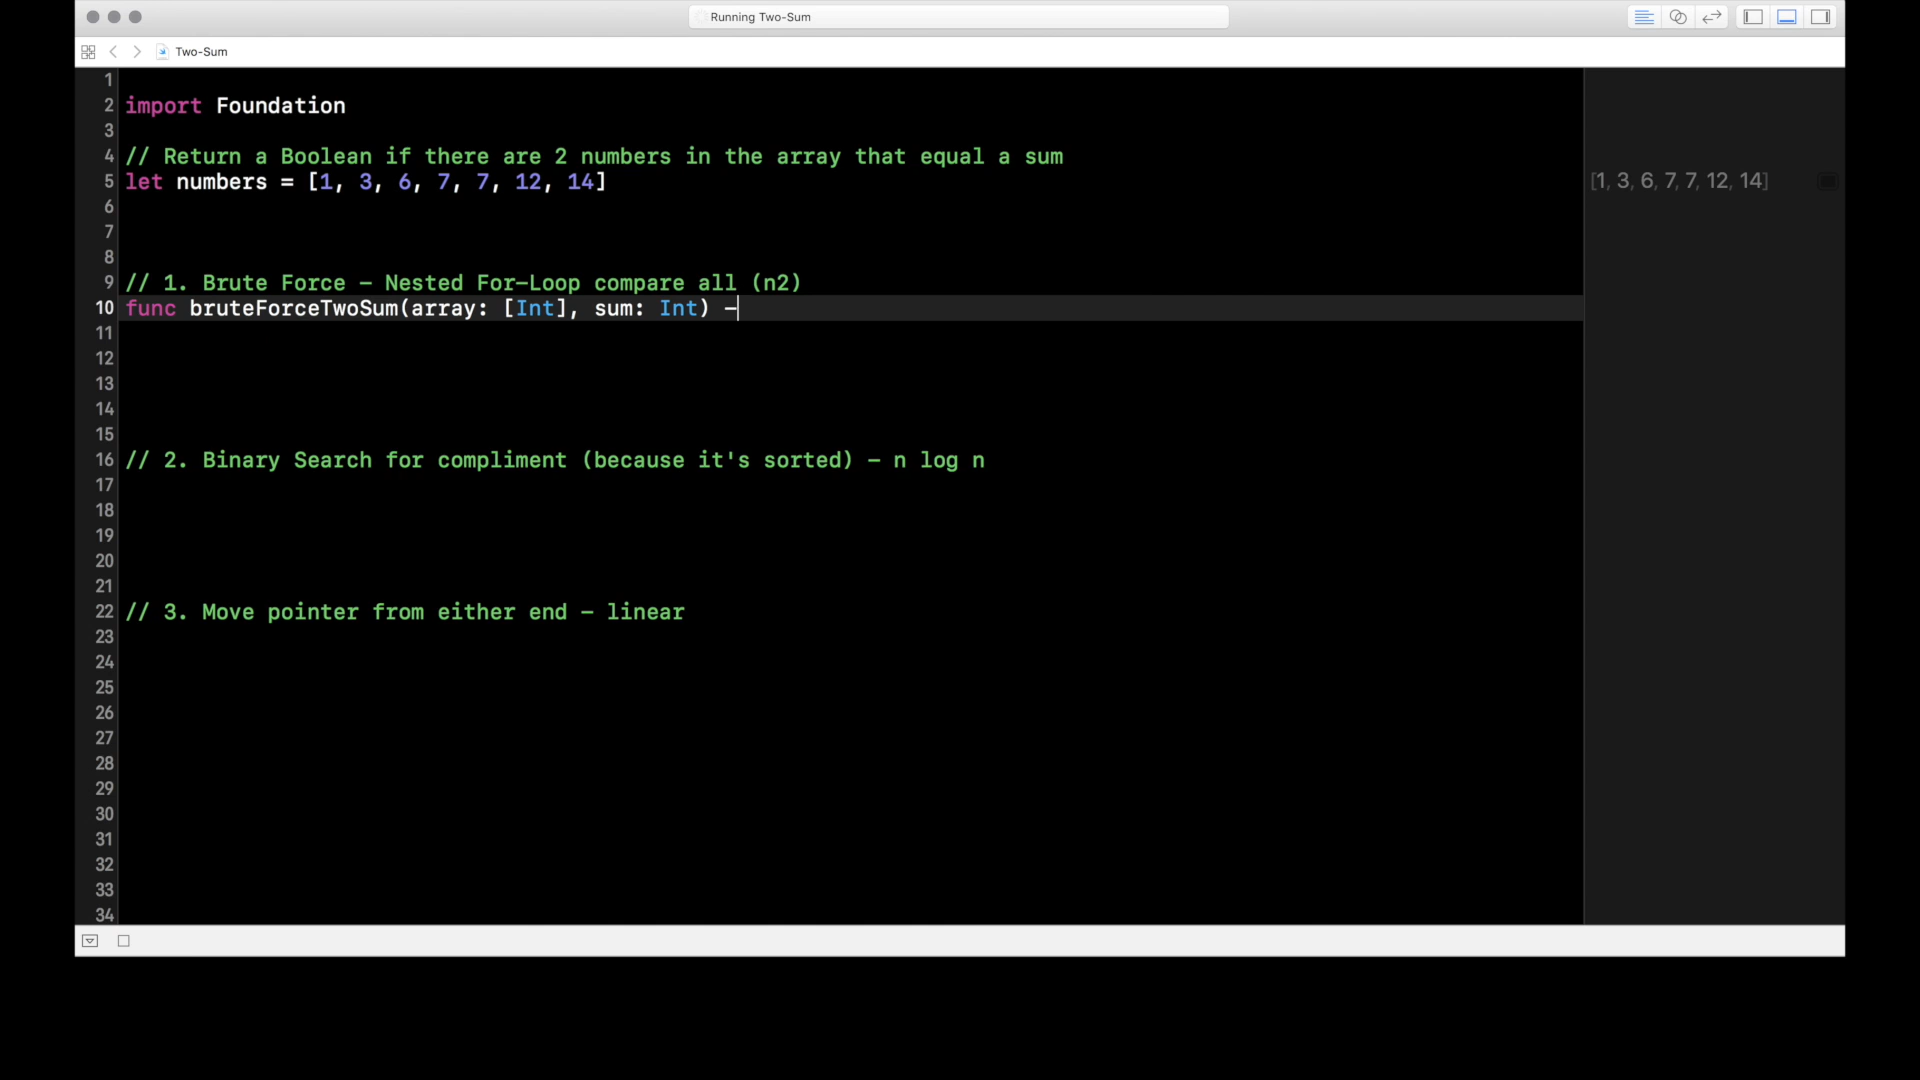 Running Two-Sum
Two-Sum
1
2 import Foundation
3
4 // Return a Boolean if there are 2 numbers in the array that equal a sum
5 let numbers = [1, 3, 6, 7, 7, 12, 14]
[1, 3, 6, 7, 7, 12, 14]
6
7
8
9 // 1. Brute Force – Nested For–Loop compare all (n2)
10 func bruteForceTwoSum(array: [Int], sum: Int) –
11
12
13
14
15
16 // 2. Binary Search for compliment (because it's sorted) – n log n
17
18
19
20
21
22 // 3. Move pointer from either end – linear
23
24
25
26
27
28
29
30
31
32
33
34